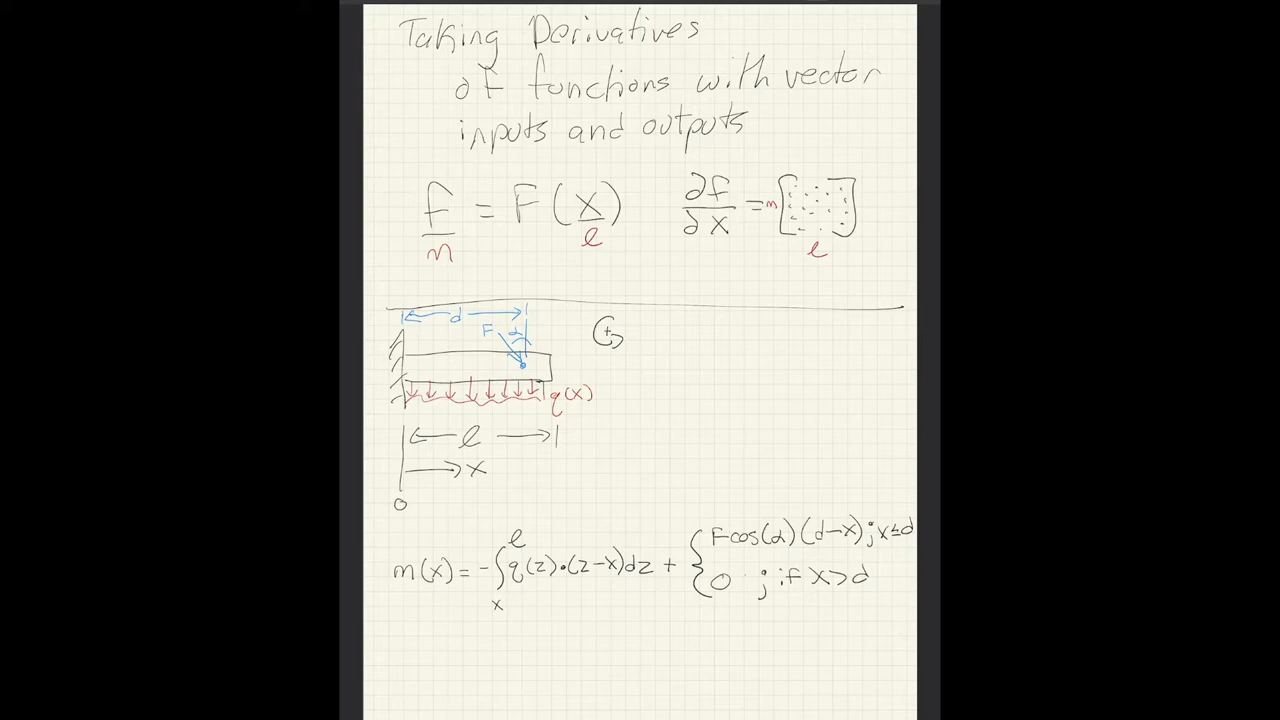 Taking Derivatives
of functions with vector
inputs and outputs
f = F(x) ∂f/∂x = m[ ]
m l l
d
F α
q(x)
l
x
0
m(x) = -∫ₓˡ q(z)·(z-x)dz + { Fcos(α)(d-x); x≤d
0 ; if x>d